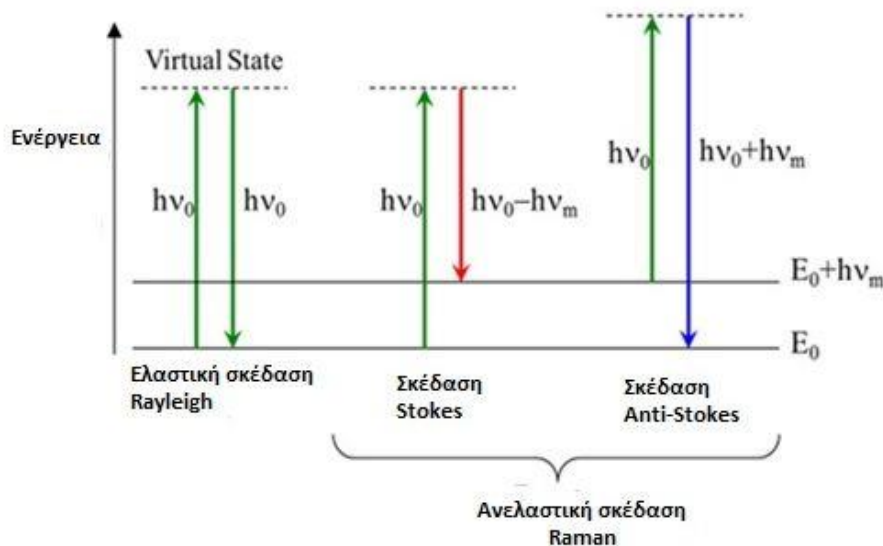 Virtual State
Ενέργεια
hν₀
hν₀
hν₀
hν₀−hνₘ
hν₀
hν₀+hνₘ
E₀+hνₘ
E₀
Ελαστική σκέδαση
Rayleigh
Σκέδαση
Stokes
Σκέδαση
Anti-Stokes
Ανελαστική σκέδαση
Raman